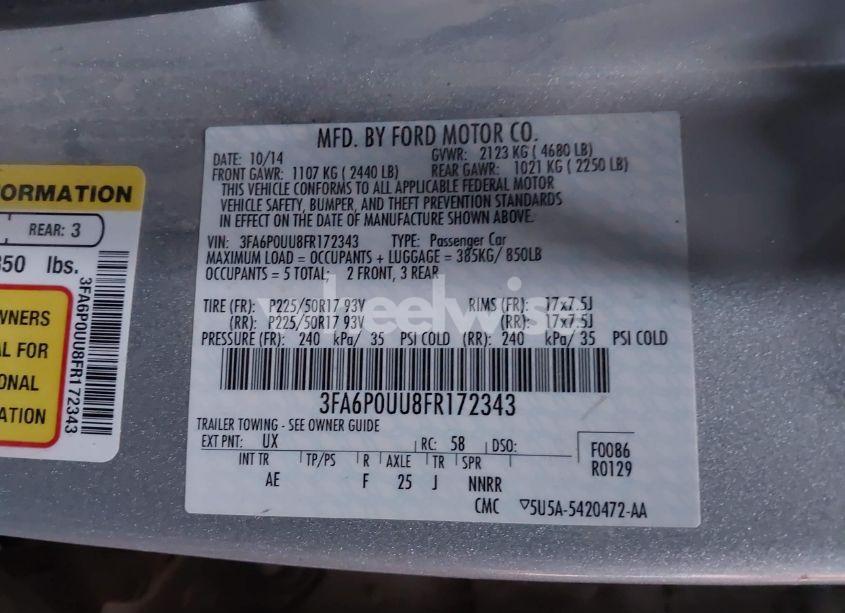 MFD. BY FORD MOTOR CO.
DATE: 10/14 GVWR: 2123 KG ( 4680 LB)
FRONT GAWR: 1107 KG ( 2440 LB) REAR GAWR: 1021 KG ( 2250 LB)
THIS VEHICLE CONFORMS TO ALL APPLICABLE FEDERAL MOTOR
VEHICLE SAFETY, BUMPER, AND THEFT PREVENTION STANDARDS
IN EFFECT ON THE DATE OF MANUFACTURE SHOWN ABOVE.
VIN: 3FA6P0UU8FR172343 TYPE: Passenger Car
MAXIMUM LOAD = OCCUPANTS + LUGGAGE = 385KG/ 850LB
OCCUPANTS = 5 TOTAL; 2 FRONT, 3 REAR
TIRE (FR): P225/50R17 93V RIMS (FR): 17x7.5J
(RR): P225/50R17 93V (RR): 17x7.5J
PRESSURE (FR): 240 kPa/ 35 PSI COLD (RR): 240 kPa/ 35 PSI COLD
3FA6P0UU8FR172343
TRAILER TOWING - SEE OWNER GUIDE
EXT PNT: UX RC: 58 DSO:
F0086
R0129
INT TR TP/PS R AXLE TR SPR
AE F 25 J NNRR
CMC ▽5U5A-5420472-AA
ORMATION
REAR: 3
850 lbs.
WNERS
AL FOR
ONAL
ATION
3FA6P0UU8FR172343
wheelwis